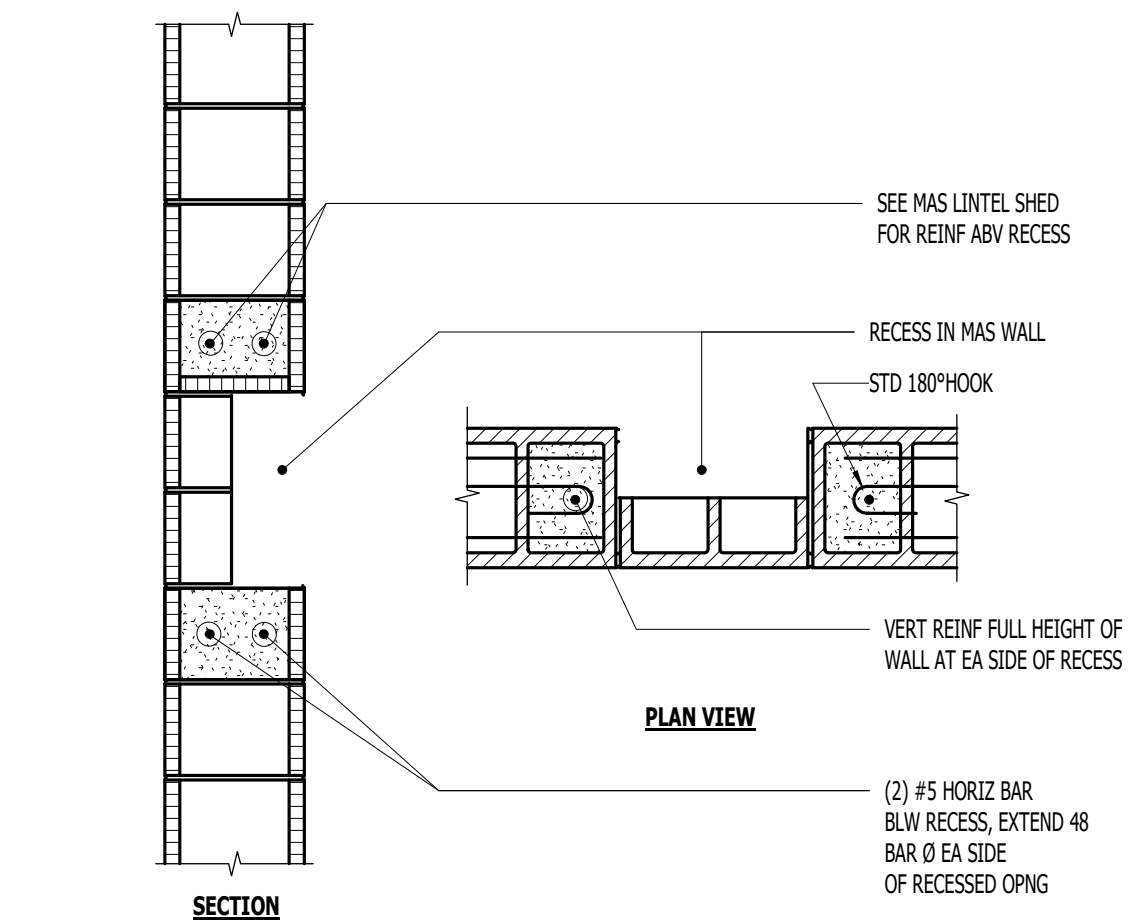 SEE MAS LINTEL SHED
FOR REINF ABV RECESS
RECESS IN MAS WALL
STD 180°HOOK
VERT REINF FULL HEIGHT OF
WALL AT EA SIDE OF RECESS
PLAN VIEW
(2) #5 HORIZ BAR
BLW RECESS, EXTEND 48
BAR Ø EA SIDE
OF RECESSED OPNG
SECTION